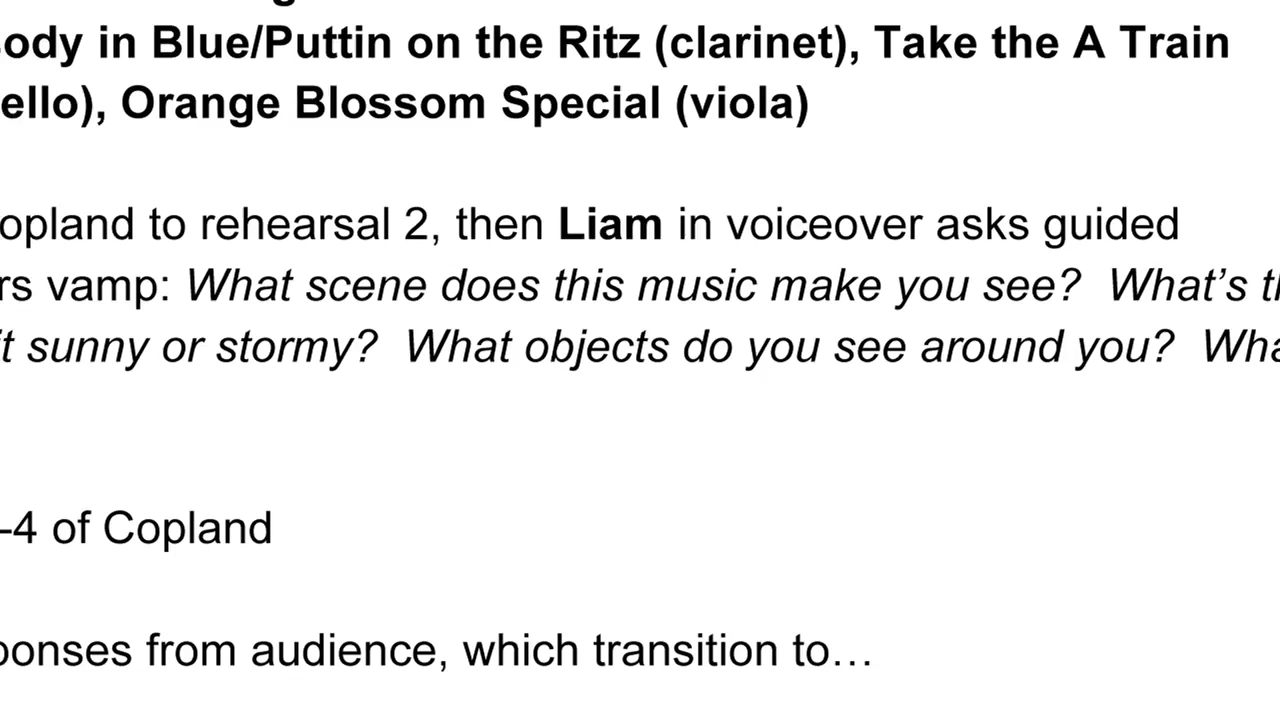 ody in Blue/Puttin on the Ritz (clarinet), Take the A Train
ello), Orange Blossom Special (viola)
opland to rehearsal 2, then Liam in voiceover asks guided
rs vamp: What scene does this music make you see?  What’s
it sunny or stormy?  What objects do you see around you?
-4 of Copland
ponses from audience, which transition to…